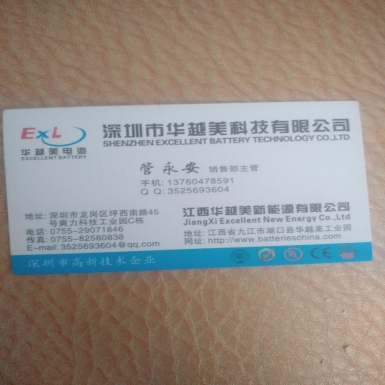 ExL
华越美电池
EXCELLENT BATTERY
深圳市华越美科技有限公司
SHENZHEN EXCELLENT BATTERY TECHNOLOGY CO.,LTD
管永安 销售部主管
手机: 13760478591
Q Q: 3525693604
地址: 深圳市龙岗区坪西南路45
号奥力科技工业园C栋
电话: 0755-29071846
传真: 0755-82580838
E-mail: 3525693604@qq.com
江西华越美新能源有限公司
JiangXi Excellent New Energy Co.,Ltd
地址: 江西省九江市湖口县华越美工业园
网址: http://www.batterieschina.com
深圳市高新技术企业